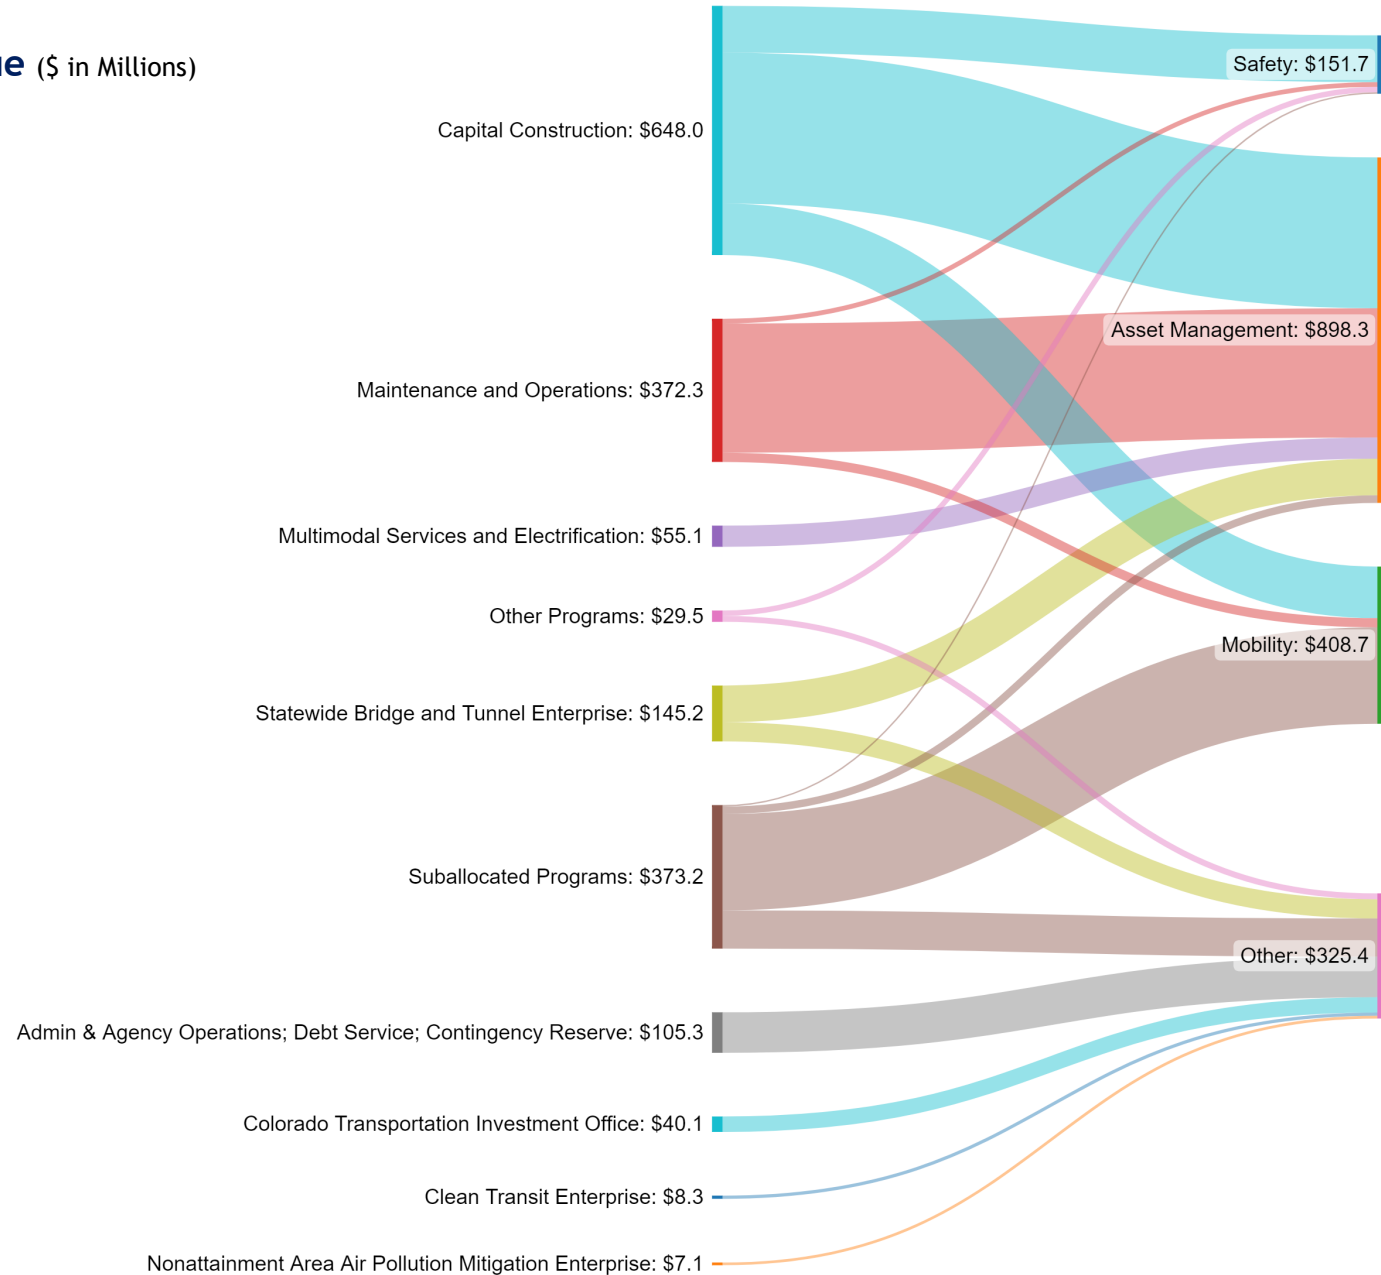 ($ in Millions)
Safety: $151.7
Capital Construction: $648.0
Asset Management: $898.3
Maintenance and Operations: $372.3
Multimodal Services and Electrification: $55.1
Other Programs: $29.5
Mobility: $408.7
Statewide Bridge and Tunnel Enterprise: $145.2
Suballocated Programs: $373.2
Other: $325.4
Admin & Agency Operations; Debt Service; Contingency Reserve: $105.3
Colorado Transportation Investment Office: $40.1
Clean Transit Enterprise: $8.3
Nonattainment Area Air Pollution Mitigation Enterprise: $7.1